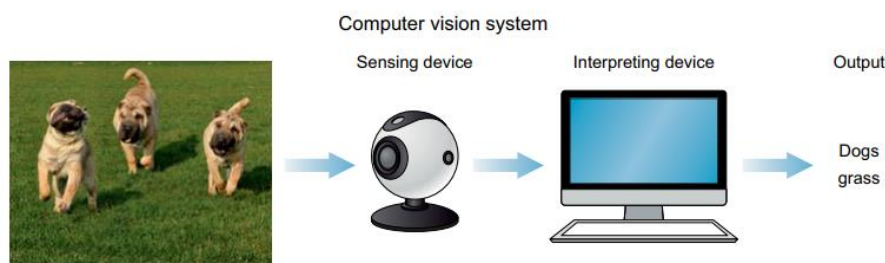 Computer vision system
Sensing device
Interpreting device
Output
Dogs
grass